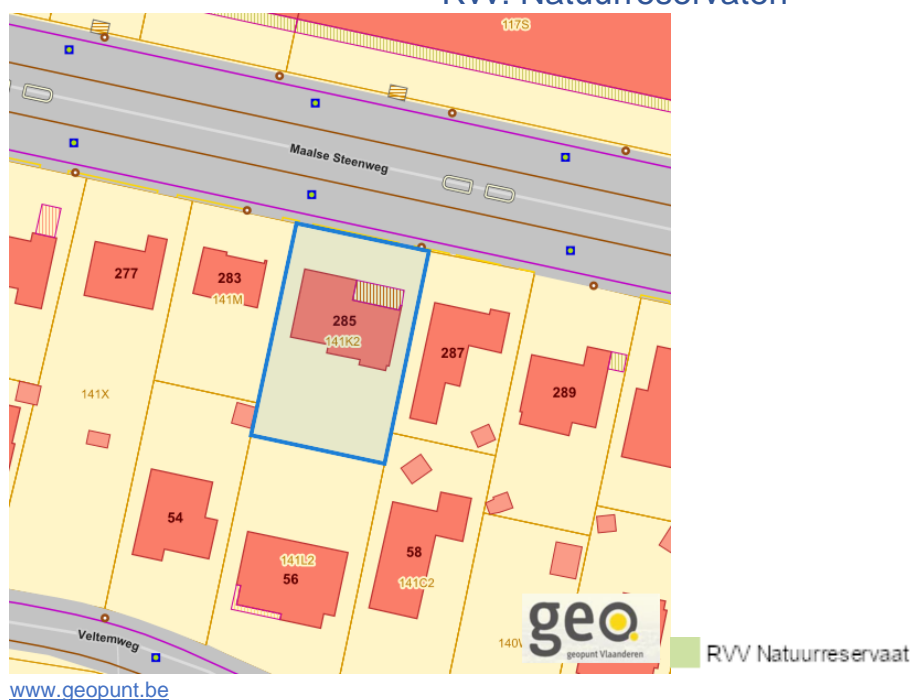 RVV: Natuurreservaten
117S
Maalse Steenweg
277
283
141M
285
141K2
287
289
141X
54
141L2
56
58
141C2
Veltemweg
geo
geopunt Vlaanderen
RVV Natuurreservaat
www.geopunt.be